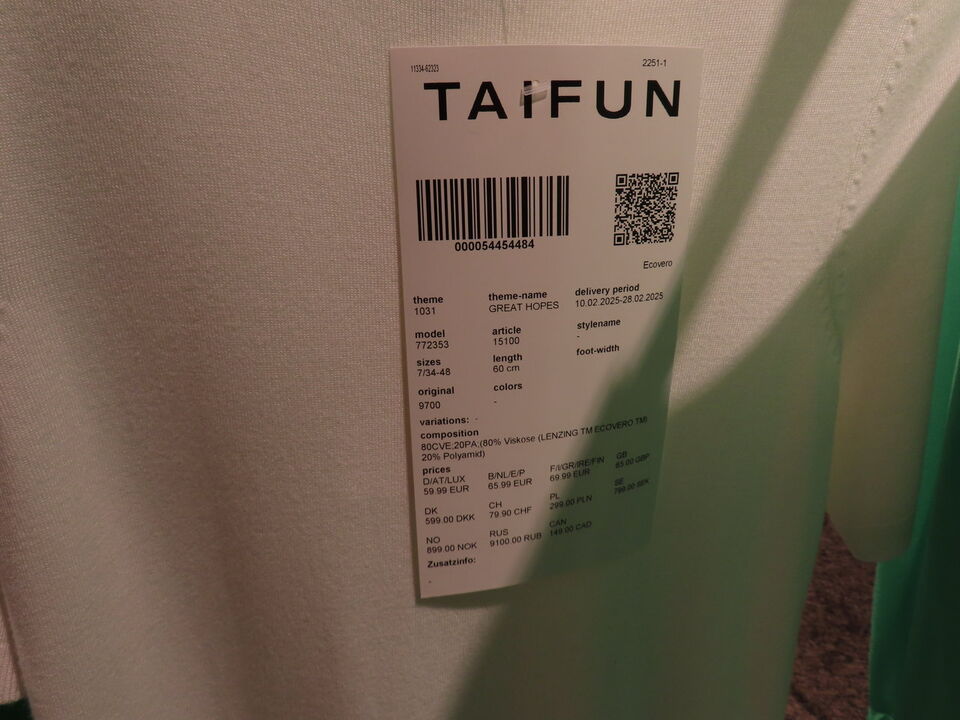 11334-62323 2251-1
TAIFUN
000054454484
Ecovero
theme theme-name delivery period
1031 GREAT HOPES 10.02.2025-28.02.2025
model article stylename
772353 15100 -
sizes length foot-width
7/34-48 60 cm
original colors
9700 -
variations: -
composition
80CVE;20PA;(80% Viskose (LENZING TM ECOVERO TM)
20% Polyamid)
prices
D/AT/LUX B/NL/E/P F/I/GR/IRE/FIN GB
59.99 EUR 65.99 EUR 69.99 EUR 65.00 GBP
DK CH PL SE
599.00 DKK 79.90 CHF 299.00 PLN 799.00 SEK
NO RUS CAN
899.00 NOK 9100.00 RUB 149.00 CAD
Zusatzinfo:
-